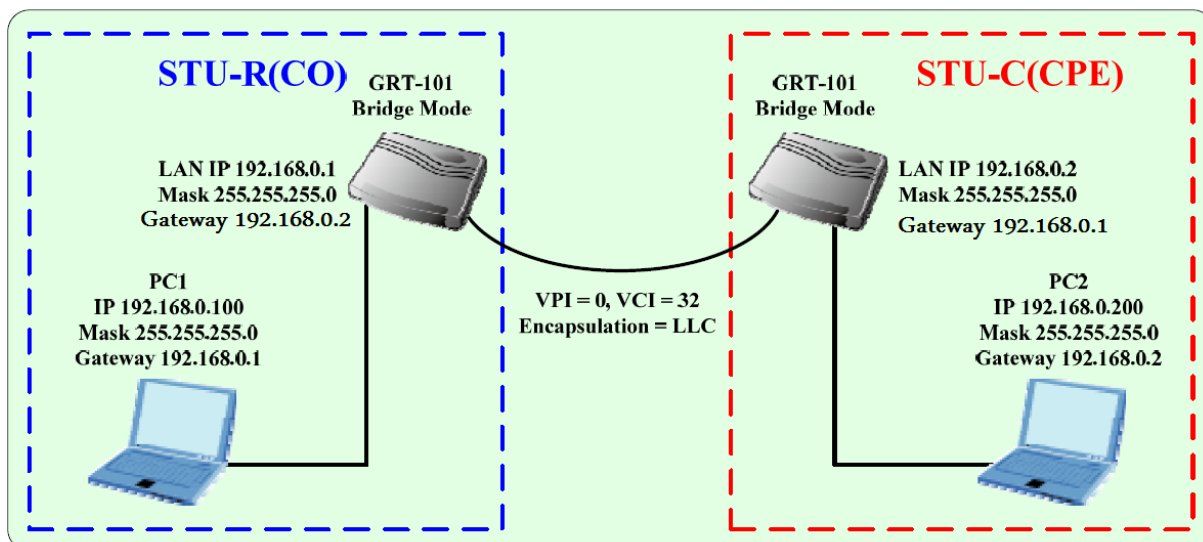 STU-R(CO)
GRT-101
Bridge Mode
LAN IP 192.168.0.1
Mask 255.255.255.0
Gateway 192.168.0.2
PC1
IP 192.168.0.100
Mask 255.255.255.0
Gateway 192.168.0.1
VPI = 0, VCI = 32
Encapsulation = LLC
STU-C(CPE)
GRT-101
Bridge Mode
LAN IP 192.168.0.2
Mask 255.255.255.0
Gateway 192.168.0.1
PC2
IP 192.168.0.200
Mask 255.255.255.0
Gateway 192.168.0.2